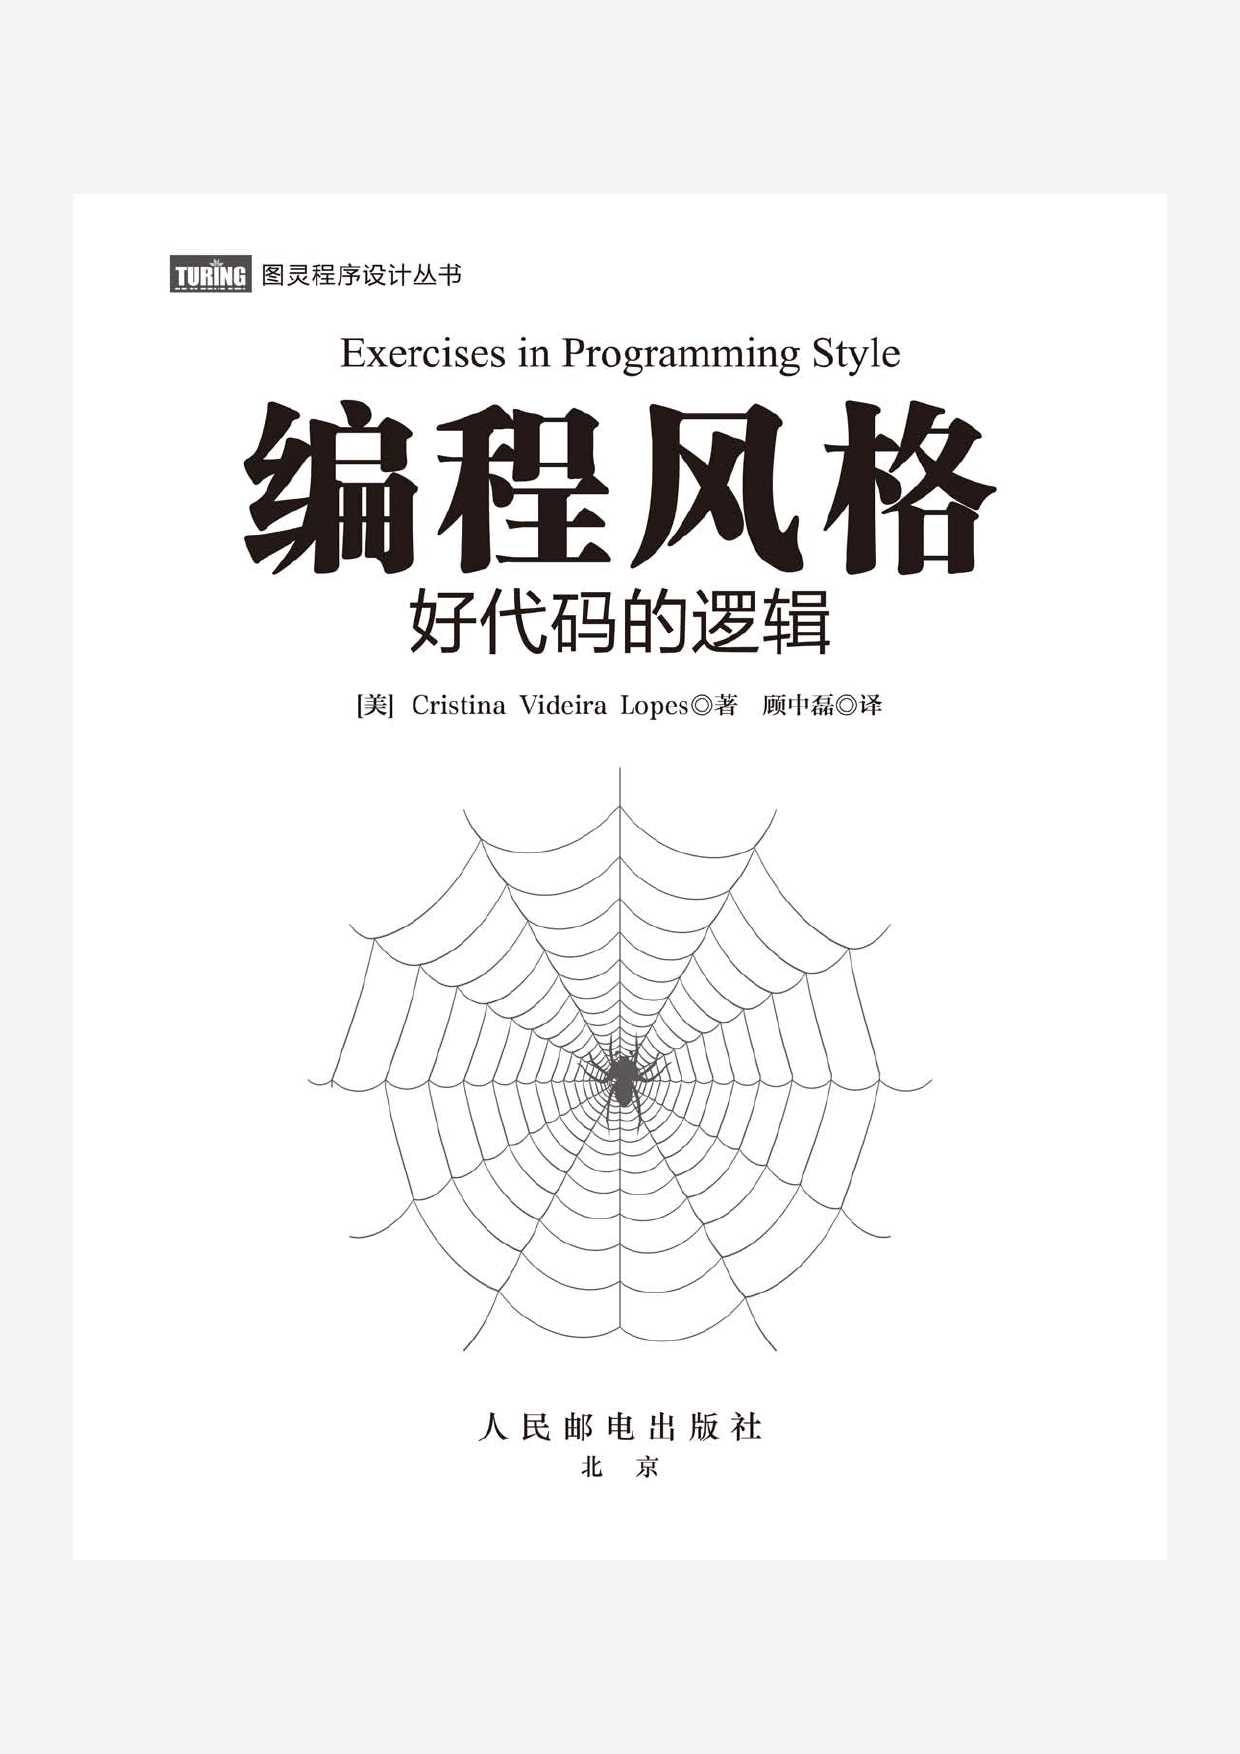 TURING 图灵程序设计丛书
Exercises in Programming Style
编程风格
好代码的逻辑
[美] Cristina Videira Lopes◎著 顾中磊◎译
人民邮电出版社
北 京